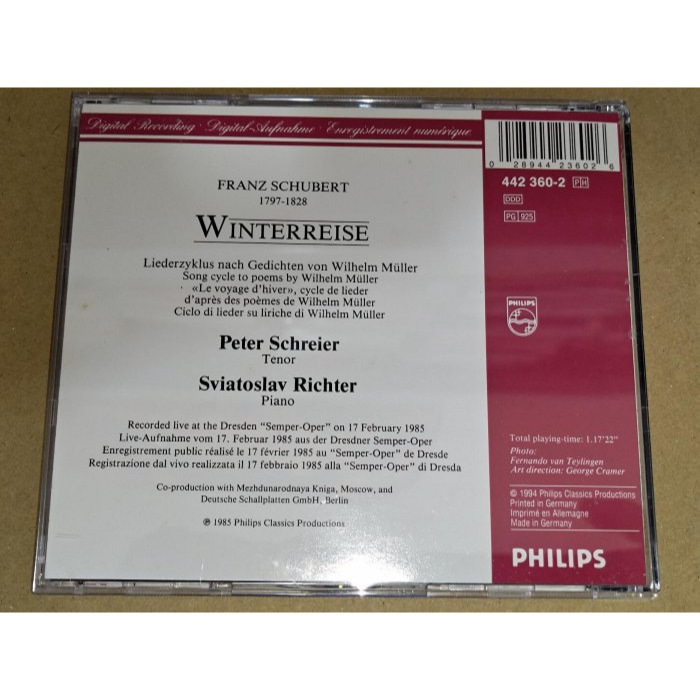 Digital Recording · Digital-Aufnahme · Enregistrement numérique
FRANZ SCHUBERT
1797-1828
WINTERREISE
Liederzyklus nach Gedichten von Wilhelm Müller
Song cycle to poems by Wilhelm Müller
«Le voyage d'hiver», cycle de lieder
d'après des poèmes de Wilhelm Müller
Ciclo di lieder su liriche di Wilhelm Müller
Peter Schreier
Tenor
Sviatoslav Richter
Piano
Recorded live at the Dresden "Semper-Oper" on 17 February 1985
Live-Aufnahme vom 17. Februar 1985 aus der Dresdner Semper-Oper
Enregistrement public réalisé le 17 février 1985 au "Semper-Oper" de Dresde
Registrazione dal vivo realizzata il 17 febbraio 1985 alla "Semper-Oper" di Dresda
Co-production with Mezhdunarodnaya Kniga, Moscow, and
Deutsche Schallplatten GmbH, Berlin
℗ 1985 Philips Classics Productions
0 28944 23602 6
442 360-2 PH
DDD
PG 925
PHILIPS
Total playing-time: 1.17'22"
Photo:
Fernando van Teylingen
Art direction: George Cramer
© 1994 Philips Classics Productions
Printed in Germany
Imprimé en Allemagne
Made in Germany
PHILIPS